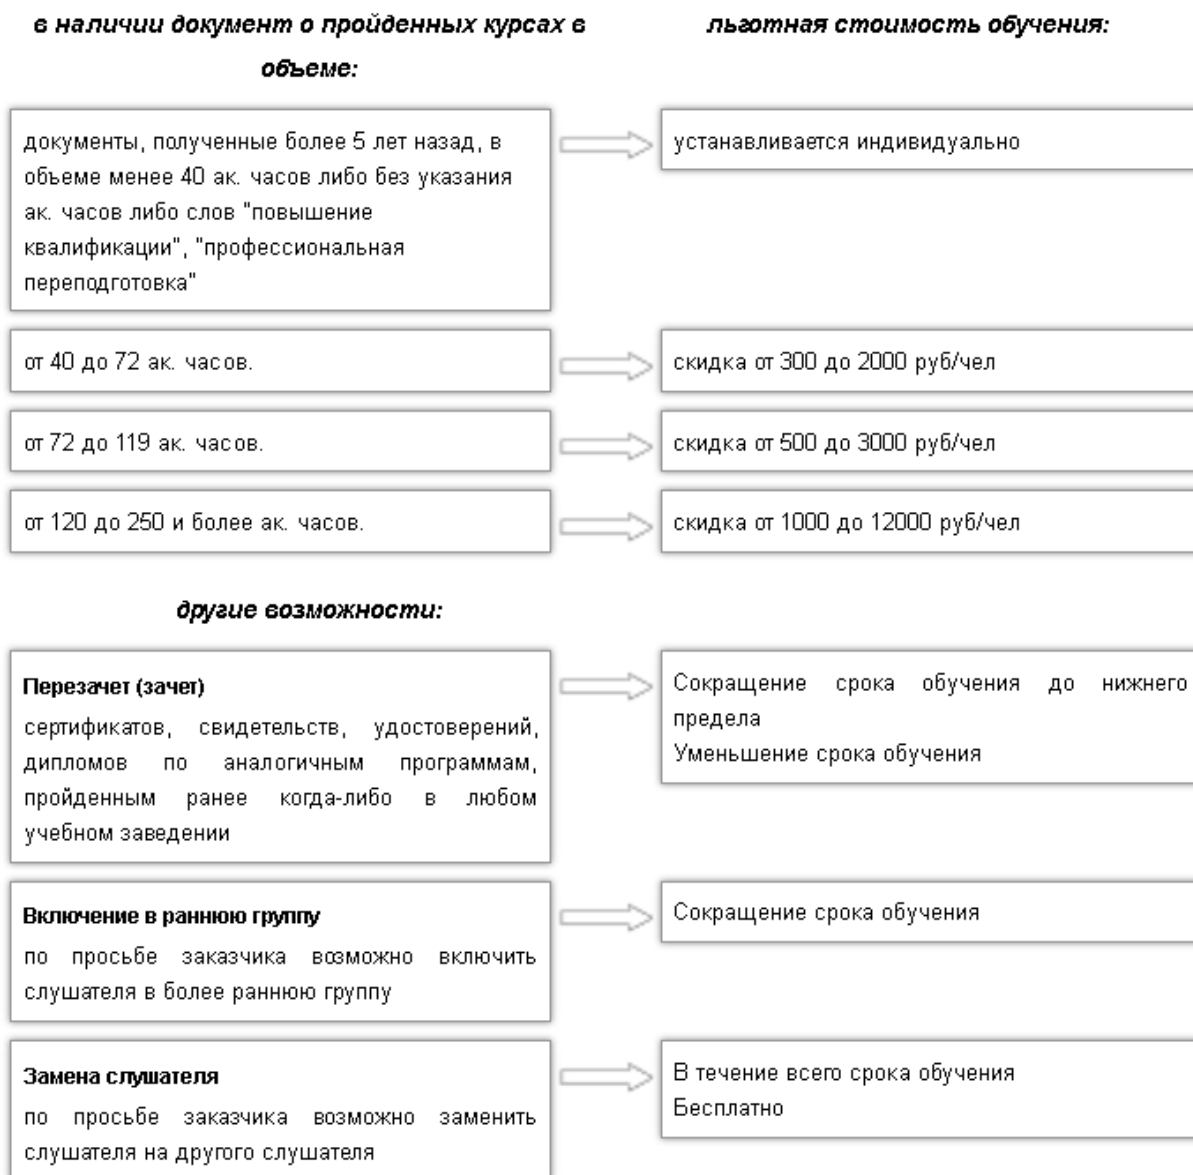 в наличии документ о пройденных курсах в
объеме:
льготная стоимость обучения:
документы, полученные более 5 лет назад, в
объеме менее 40 ак. часов либо без указания
ак. часов либо слов "повышение
квалификации", "профессиональная
переподготовка"
устанавливается индивидуально
от 40 до 72 ак. часов.
скидка от 300 до 2000 руб/чел
от 72 до 119 ак. часов.
скидка от 500 до 3000 руб/чел
от 120 до 250 и более ак. часов.
скидка от 1000 до 12000 руб/чел
другие возможности:
Перезачет (зачет)
сертификатов, свидетельств, удостоверений,
дипломов по аналогичным программам,
пройденным ранее когда-либо в любом
учебном заведении
Сокращение срока обучения до нижнего
предела
Уменьшение срока обучения
Включение в раннюю группу
по просьбе заказчика возможно включить
слушателя в более раннюю группу
Сокращение срока обучения
Замена слушателя
по просьбе заказчика возможно заменить
слушателя на другого слушателя
В течение всего срока обучения
Бесплатно